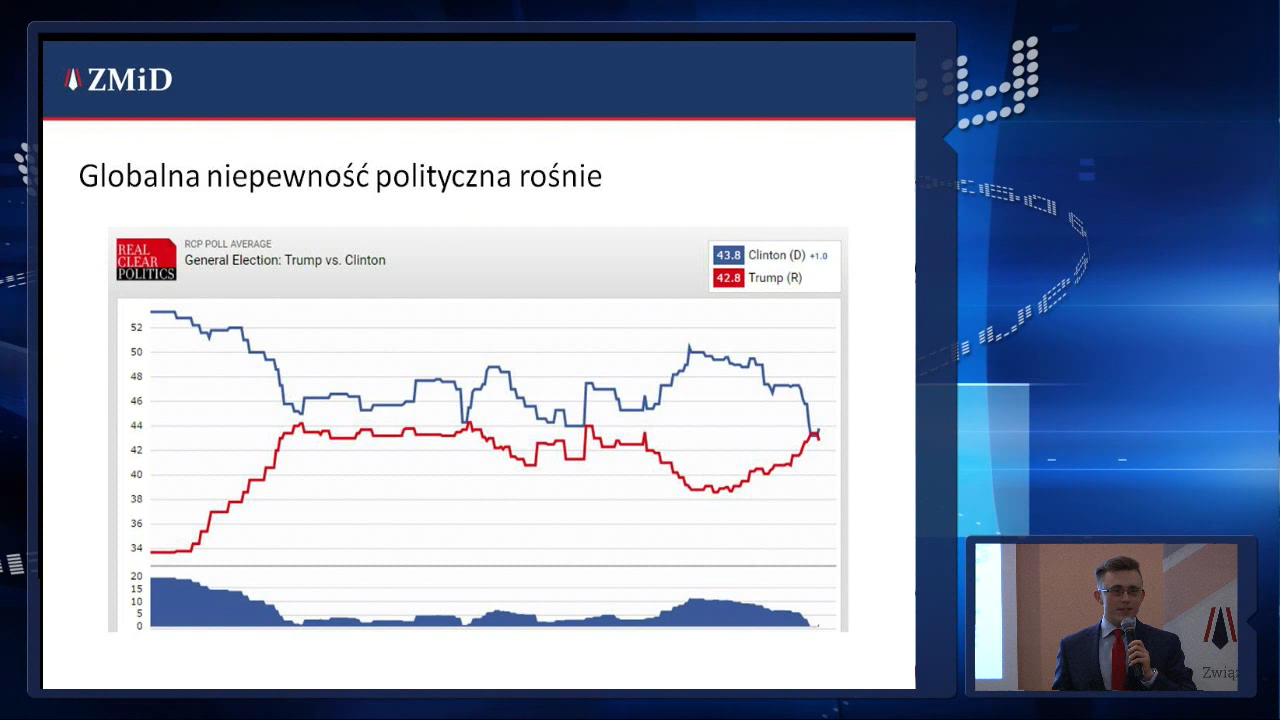 ZMiD
Globalna niepewność polityczna rośnie
REAL
CLEAR
POLITICS
RCP POLL AVERAGE
General Election: Trump vs. Clinton
43.8 Clinton (D) +1.0
42.8 Trump (R)
52
50
48
46
44
42
40
38
36
34
20
15
10
5
0